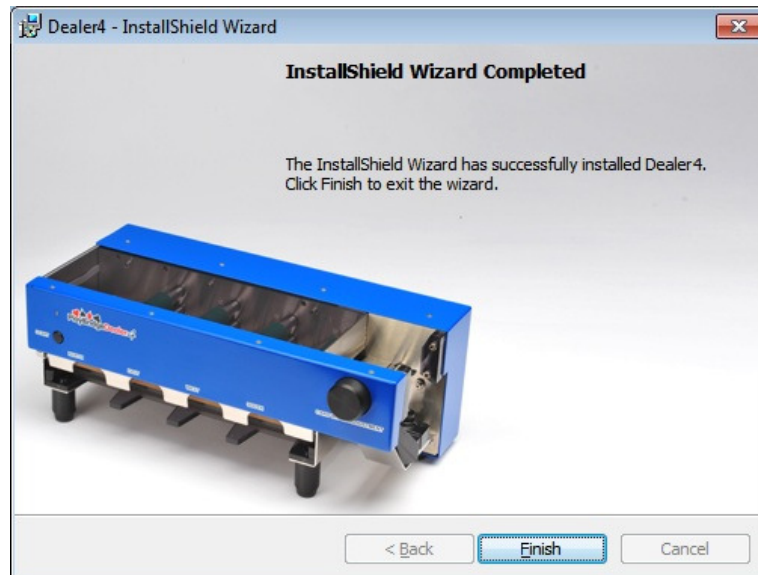 Dealer4 - InstallShield Wizard
InstallShield Wizard Completed
The InstallShield Wizard has successfully installed Dealer4.
Click Finish to exit the wizard.
< Back
Finish
Cancel